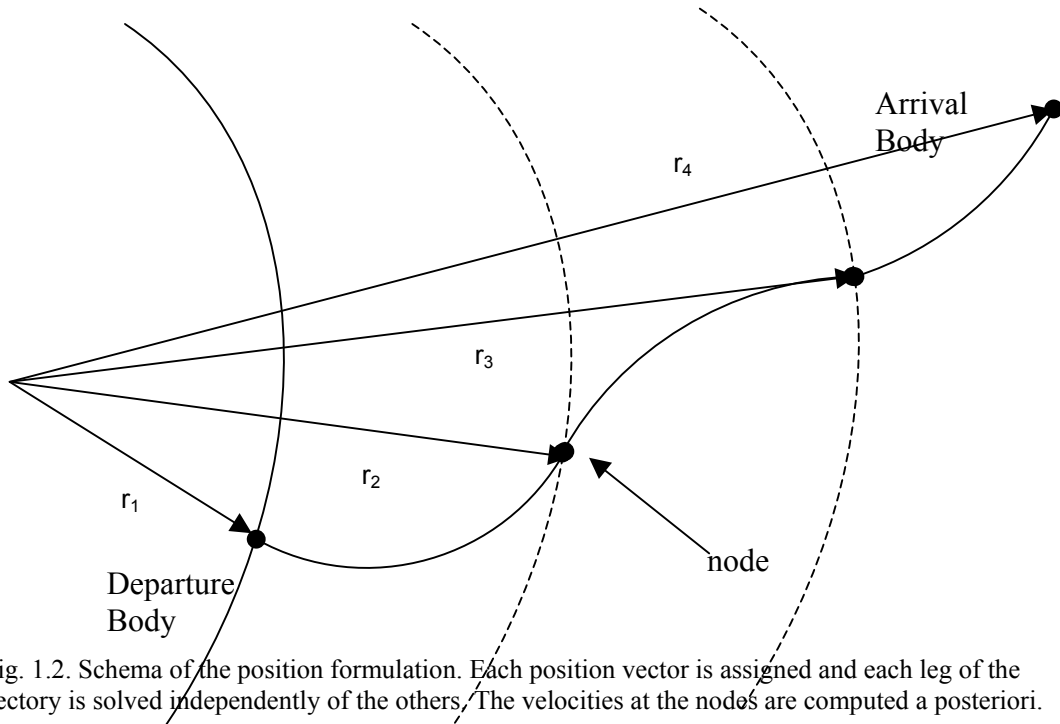 Arrival
Body
r4
r3
r2
r1
node
Departure
Body
ig. 1.2. Schema of the position formulation. Each position vector is assigned and each leg of the
ectory is solved independently of the others. The velocities at the nodes are computed a posteriori.